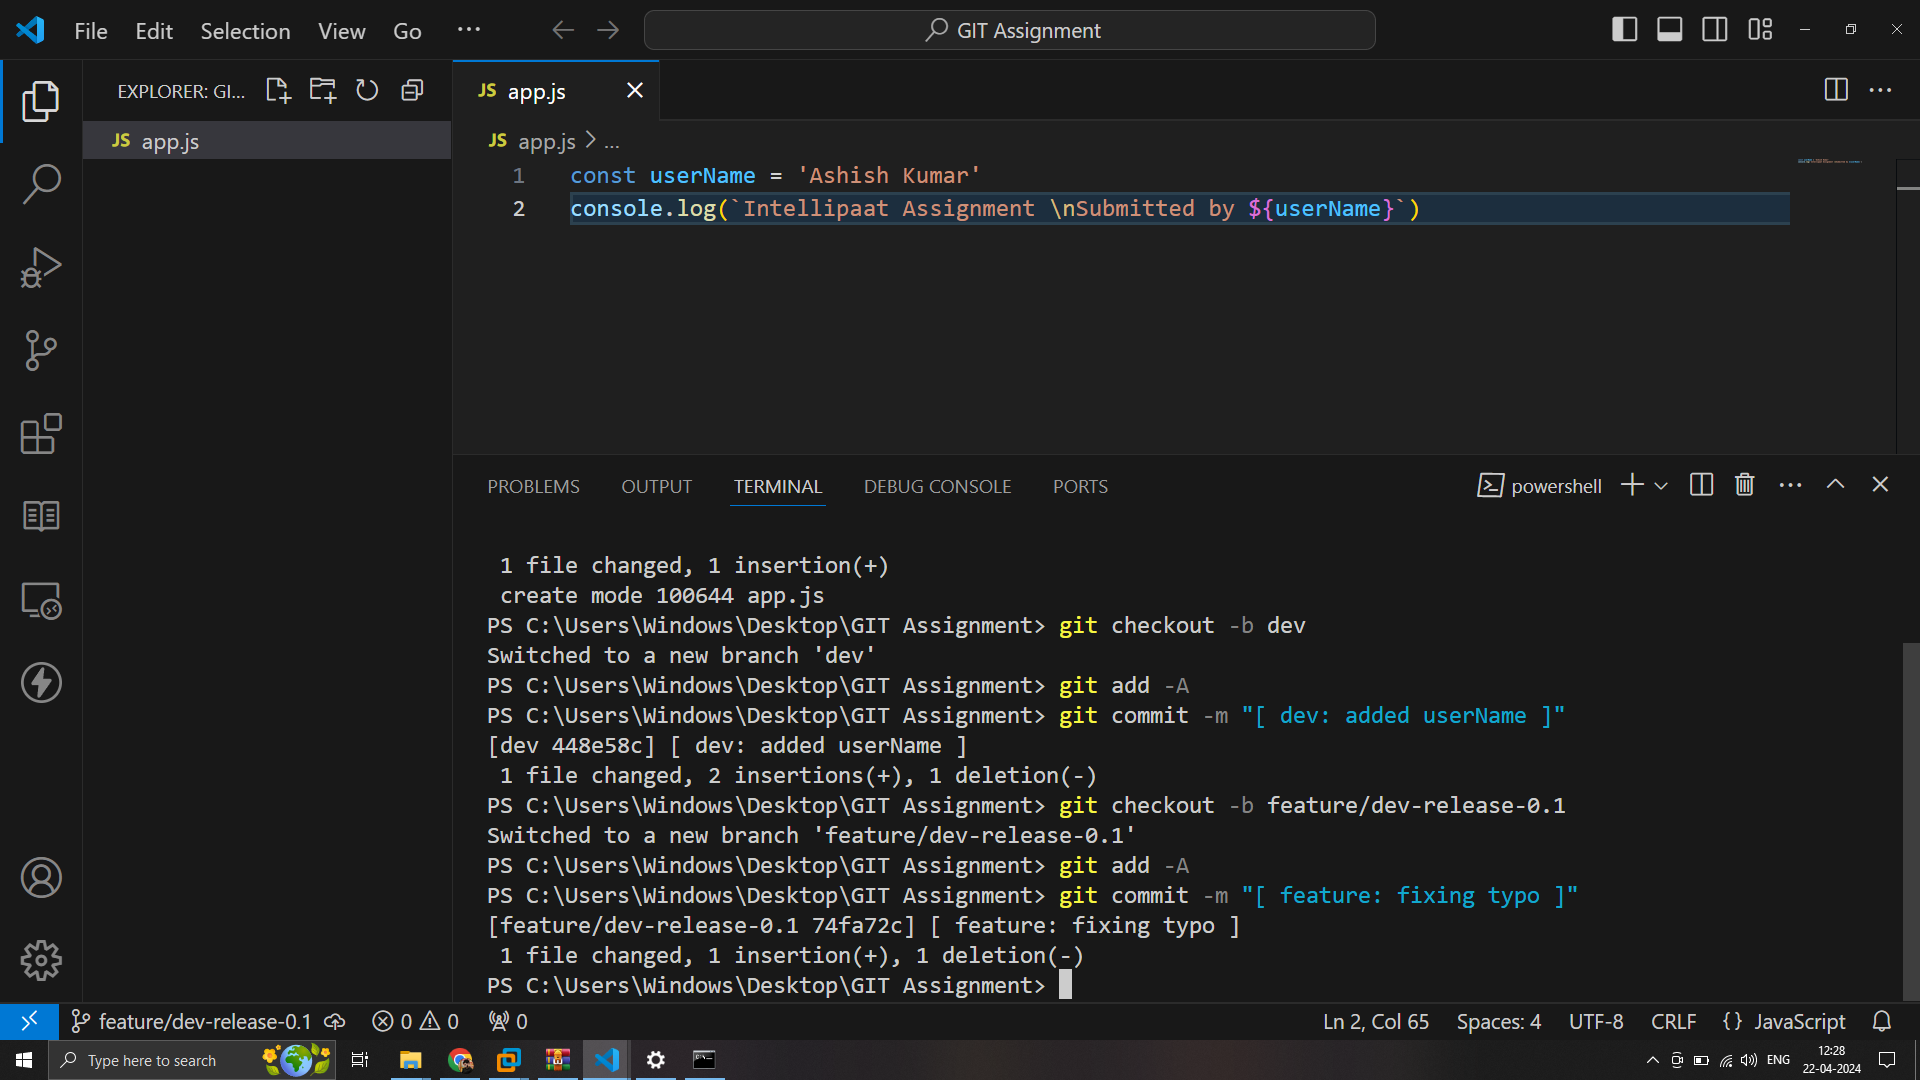 File Edit Selection View Go ··· GIT Assignment
EXPLORER: GI...
JS app.js
JS app.js
JS app.js > ...
1 const userName = 'Ashish Kumar'
2 console.log(`Intellipaat Assignment \nSubmitted by ${userName}`)
PROBLEMS OUTPUT TERMINAL DEBUG CONSOLE PORTS powershell
1 file changed, 1 insertion(+)
create mode 100644 app.js
PS C:\Users\Windows\Desktop\GIT Assignment> git checkout -b dev
Switched to a new branch 'dev'
PS C:\Users\Windows\Desktop\GIT Assignment> git add -A
PS C:\Users\Windows\Desktop\GIT Assignment> git commit -m "[ dev: added userName ]"
[dev 448e58c] [ dev: added userName ]
1 file changed, 2 insertions(+), 1 deletion(-)
PS C:\Users\Windows\Desktop\GIT Assignment> git checkout -b feature/dev-release-0.1
Switched to a new branch 'feature/dev-release-0.1'
PS C:\Users\Windows\Desktop\GIT Assignment> git add -A
PS C:\Users\Windows\Desktop\GIT Assignment> git commit -m "[ feature: fixing typo ]"
[feature/dev-release-0.1 74fa72c] [ feature: fixing typo ]
1 file changed, 1 insertion(+), 1 deletion(-)
PS C:\Users\Windows\Desktop\GIT Assignment>
feature/dev-release-0.1 0 0 0 Ln 2, Col 65 Spaces: 4 UTF-8 CRLF {} JavaScript
Type here to search ENG 12:28
22-04-2024